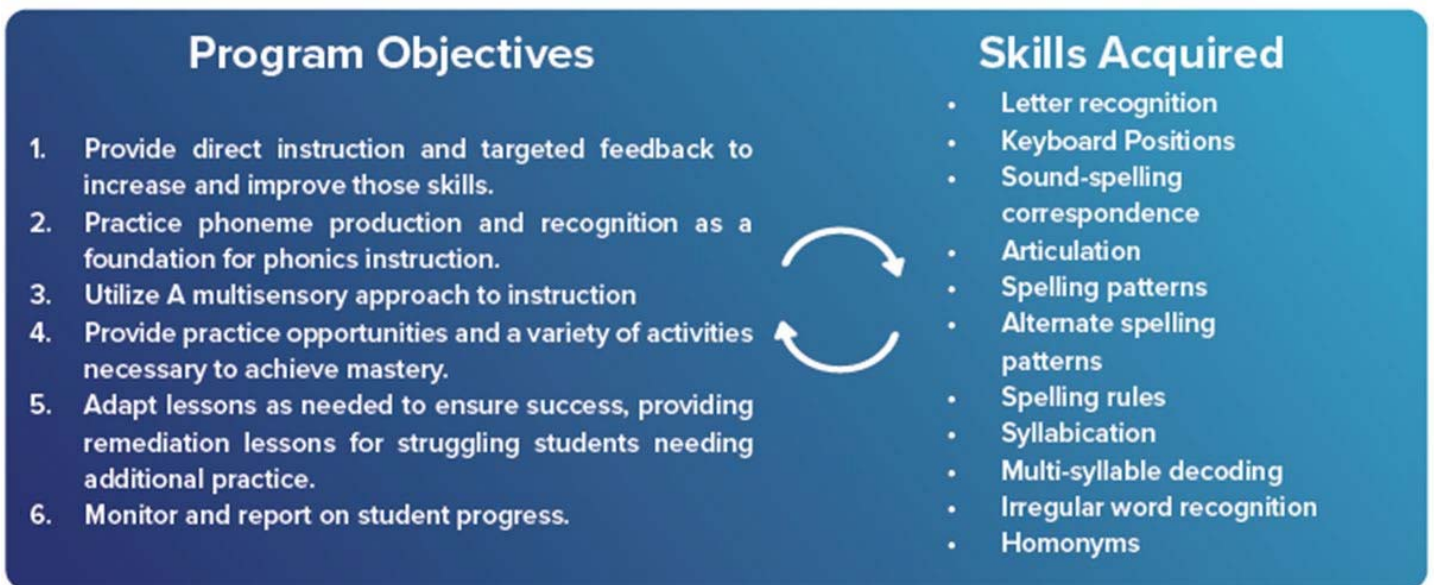 Program Objectives
1. Provide direct instruction and targeted feedback to
increase and improve those skills.
2. Practice phoneme production and recognition as a
foundation for phonics instruction.
3. Utilize A multisensory approach to instruction
4. Provide practice opportunities and a variety of activities
necessary to achieve mastery.
5. Adapt lessons as needed to ensure success, providing
remediation lessons for struggling students needing
additional practice.
6. Monitor and report on student progress.
Skills Acquired
• Letter recognition
• Keyboard Positions
• Sound-spelling
correspondence
• Articulation
• Spelling patterns
• Alternate spelling
patterns
• Spelling rules
• Syllabication
• Multi-syllable decoding
• Irregular word recognition
• Homonyms